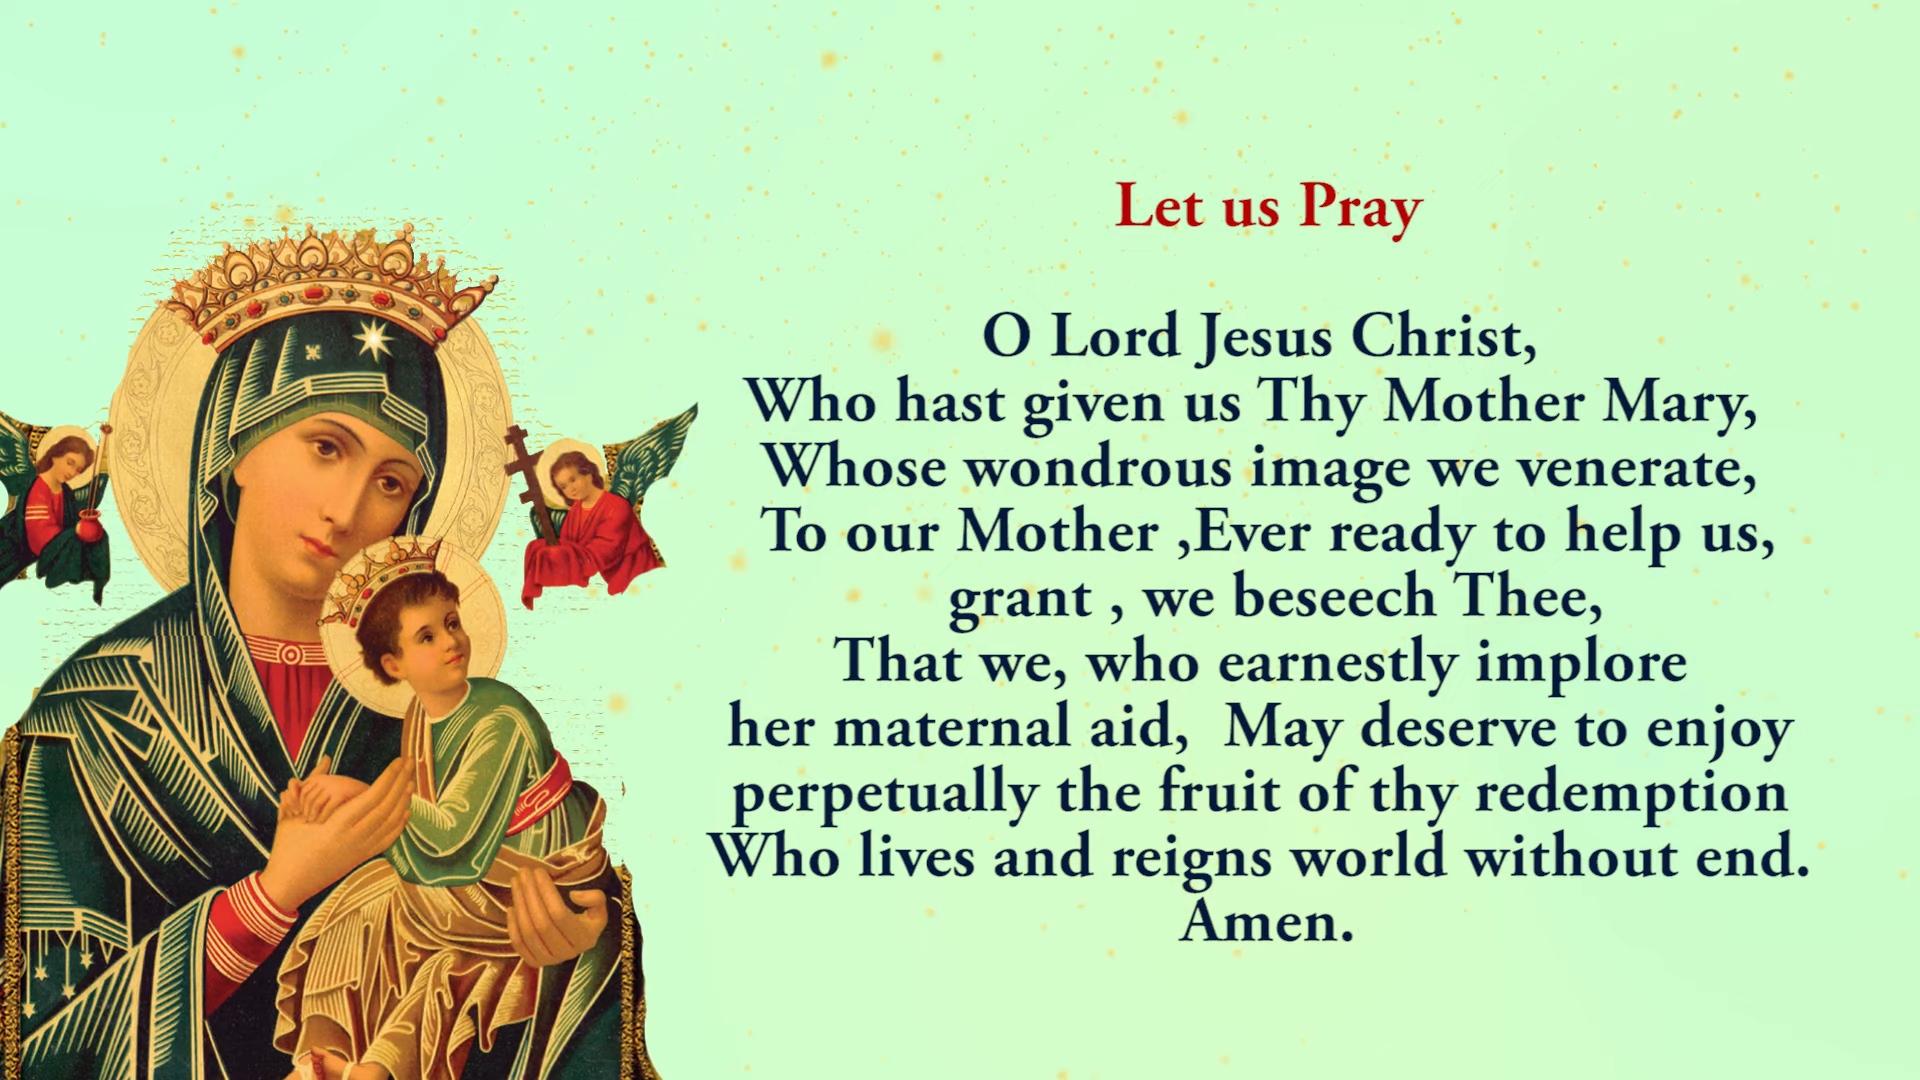 Let us Pray
O Lord Jesus Christ,
Who hast given us Thy Mother Mary,
Whose wondrous image we venerate,
To our Mother ,Ever ready to help us,
grant , we beseech Thee,
That we, who earnestly implore
her maternal aid,  May deserve to enjoy
perpetually the fruit of thy redemption
Who lives and reigns world without end.
Amen.